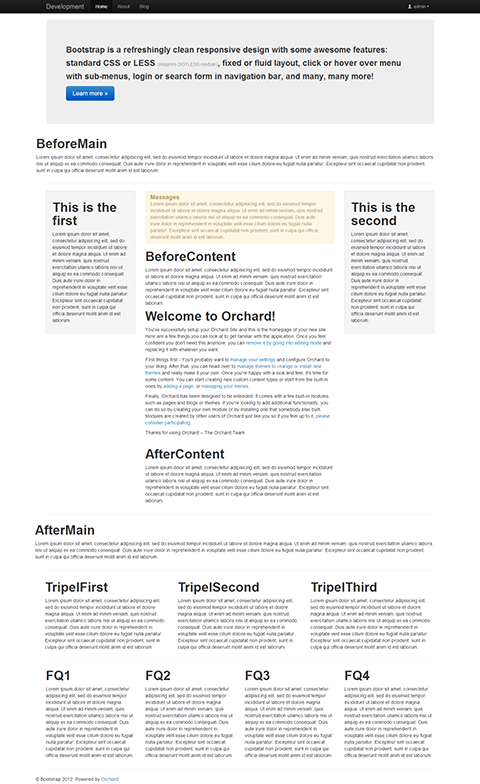 Development Home About Blog admin
Bootstrap is a refreshingly clean responsive design with some awesome features:
standard CSS or LESS (requires DOTLESS module), fixed or fluid layout, click or hover over menu
with sub-menus, login or search form in navigation bar, and many, many more!
Learn more »
BeforeMain
Lorem ipsum dolor sit amet, consectetur adipisicing elit, sed do eiusmod tempor incididunt ut labore et dolore magna aliqua. Ut enim ad minim veniam, quis nostrud exercitation ullamco laboris
nisi ut aliquip ex ea commodo consequat. Duis aute irure dolor in reprehenderit in voluptate velit esse cillum dolore eu fugiat nulla pariatur. Excepteur sint occaecat cupidatat non proident,
sunt in culpa qui officia deserunt mollit anim id est laborum.
This is the
first
Lorem ipsum dolor sit amet,
consectetur adipisicing elit, sed do
eiusmod tempor incididunt ut
labore et dolore magna aliqua. Ut
enim ad minim veniam, quis
nostrud exercitation ullamco
laboris nisi ut aliquip ex ea
commodo consequat. Duis aute
irure dolor in reprehenderit in
voluptate velit esse cillum dolore
eu fugiat nulla pariatur. Excepteur
sint occaecat cupidatat non
proident, sunt in culpa qui officia
deserunt mollit anim id est
laborum.
Messages
Lorem ipsum dolor sit amet, consectetur adipisicing elit, sed do eiusmod tempor
incididunt ut labore et dolore magna aliqua. Ut enim ad minim veniam, quis nostrud
exercitation ullamco laboris nisi ut aliquip ex ea commodo consequat. Duis aute
irure dolor in reprehenderit in voluptate velit esse cillum dolore eu fugiat nulla
pariatur. Excepteur sint occaecat cupidatat non proident, sunt in culpa qui officia
deserunt mollit anim id est laborum.
BeforeContent
Lorem ipsum dolor sit amet, consectetur adipisicing elit, sed do eiusmod tempor
incididunt ut labore et dolore magna aliqua. Ut enim ad minim veniam, quis nostrud
exercitation ullamco laboris nisi ut aliquip ex ea commodo consequat. Duis aute irure
dolor in reprehenderit in voluptate velit esse cillum dolore eu fugiat nulla pariatur.
Excepteur sint occaecat cupidatat non proident, sunt in culpa qui officia deserunt mollit
anim id est laborum.
Welcome to Orchard!
You've successfully setup your Orchard Site and this is the homepage of your new site.
Here are a few things you can look at to get familiar with the application. Once you feel
confident you don't need this anymore, you can remove it by going into editing mode and
replacing it with whatever you want.
First things first - You'll probably want to manage your settings and configure Orchard to
your liking. After that, you can head over to manage themes to change or install new
themes and really make it your own. Once you're happy with a look and feel, it's time for
some content. You can start creating new custom content types or start from the built-in
ones by adding a page, or managing your menus.
Finally, Orchard has been designed to be extended. It comes with a few built-in modules
such as pages and blogs or themes. If you're looking to add additional functionality, you
can do so by creating your own module or by installing one that somebody else built.
Modules are created by other users of Orchard just like you so if you feel up to it, please
consider participating.
Thanks for using Orchard – The Orchard Team
AfterContent
Lorem ipsum dolor sit amet, consectetur adipisicing elit, sed do eiusmod tempor
incididunt ut labore et dolore magna aliqua. Ut enim ad minim veniam, quis nostrud
exercitation ullamco laboris nisi ut aliquip ex ea commodo consequat. Duis aute irure
dolor in reprehenderit in voluptate velit esse cillum dolore eu fugiat nulla pariatur.
Excepteur sint occaecat cupidatat non proident, sunt in culpa qui officia deserunt mollit
anim id est laborum.
This is the
second
Lorem ipsum dolor sit amet,
consectetur adipisicing elit, sed do
eiusmod tempor incididunt ut
labore et dolore magna aliqua. Ut
enim ad minim veniam, quis
nostrud exercitation ullamco
laboris nisi ut aliquip ex ea
commodo consequat. Duis aute
irure dolor in reprehenderit in
voluptate velit esse cillum dolore
eu fugiat nulla pariatur. Excepteur
sint occaecat cupidatat non
proident, sunt in culpa qui officia
deserunt mollit anim id est
laborum.
AfterMain
Lorem ipsum dolor sit amet, consectetur adipisicing elit, sed do eiusmod tempor incididunt ut labore et dolore magna aliqua. Ut enim ad minim veniam, quis nostrud exercitation ullamco laboris
nisi ut aliquip ex ea commodo consequat. Duis aute irure dolor in reprehenderit in voluptate velit esse cillum dolore eu fugiat nulla pariatur. Excepteur sint occaecat cupidatat non proident,
sunt in culpa qui officia deserunt mollit anim id est laborum.
TripelFirst
Lorem ipsum dolor sit amet, consectetur adipisicing elit,
sed do eiusmod tempor incididunt ut labore et dolore
magna aliqua. Ut enim ad minim veniam, quis nostrud
exercitation ullamco laboris nisi ut aliquip ex ea commodo
consequat. Duis aute irure dolor in reprehenderit in
voluptate velit esse cillum dolore eu fugiat nulla pariatur.
Excepteur sint occaecat cupidatat non proident, sunt in
culpa qui officia deserunt mollit anim id est laborum.
TripelSecond
Lorem ipsum dolor sit amet, consectetur adipisicing elit,
sed do eiusmod tempor incididunt ut labore et dolore
magna aliqua. Ut enim ad minim veniam, quis nostrud
exercitation ullamco laboris nisi ut aliquip ex ea commodo
consequat. Duis aute irure dolor in reprehenderit in
voluptate velit esse cillum dolore eu fugiat nulla pariatur.
Excepteur sint occaecat cupidatat non proident, sunt in
culpa qui officia deserunt mollit anim id est laborum.
TripelThird
Lorem ipsum dolor sit amet, consectetur adipisicing elit,
sed do eiusmod tempor incididunt ut labore et dolore
magna aliqua. Ut enim ad minim veniam, quis nostrud
exercitation ullamco laboris nisi ut aliquip ex ea commodo
consequat. Duis aute irure dolor in reprehenderit in
voluptate velit esse cillum dolore eu fugiat nulla pariatur.
Excepteur sint occaecat cupidatat non proident, sunt in
culpa qui officia deserunt mollit anim id est laborum.
FQ1
Lorem ipsum dolor sit amet, consectetur
adipisicing elit, sed do eiusmod tempor
incididunt ut labore et dolore magna
aliqua. Ut enim ad minim veniam, quis
nostrud exercitation ullamco laboris nisi ut
aliquip ex ea commodo consequat. Duis
aute irure dolor in reprehenderit in
voluptate velit esse cillum dolore eu fugiat
nulla pariatur. Excepteur sint occaecat
cupidatat non proident, sunt in culpa qui
officia deserunt mollit anim id est laborum.
FQ2
Lorem ipsum dolor sit amet, consectetur
adipisicing elit, sed do eiusmod tempor
incididunt ut labore et dolore magna
aliqua. Ut enim ad minim veniam, quis
nostrud exercitation ullamco laboris nisi ut
aliquip ex ea commodo consequat. Duis
aute irure dolor in reprehenderit in
voluptate velit esse cillum dolore eu fugiat
nulla pariatur. Excepteur sint occaecat
cupidatat non proident, sunt in culpa qui
officia deserunt mollit anim id est laborum.
FQ3
Lorem ipsum dolor sit amet, consectetur
adipisicing elit, sed do eiusmod tempor
incididunt ut labore et dolore magna
aliqua. Ut enim ad minim veniam, quis
nostrud exercitation ullamco laboris nisi ut
aliquip ex ea commodo consequat. Duis
aute irure dolor in reprehenderit in
voluptate velit esse cillum dolore eu fugiat
nulla pariatur. Excepteur sint occaecat
cupidatat non proident, sunt in culpa qui
officia deserunt mollit anim id est laborum.
FQ4
Lorem ipsum dolor sit amet, consectetur
adipisicing elit, sed do eiusmod tempor
incididunt ut labore et dolore magna
aliqua. Ut enim ad minim veniam, quis
nostrud exercitation ullamco laboris nisi ut
aliquip ex ea commodo consequat. Duis
aute irure dolor in reprehenderit in
voluptate velit esse cillum dolore eu fugiat
nulla pariatur. Excepteur sint occaecat
cupidatat non proident, sunt in culpa qui
officia deserunt mollit anim id est laborum.
© Bootstrap 2012. Powered by Orchard